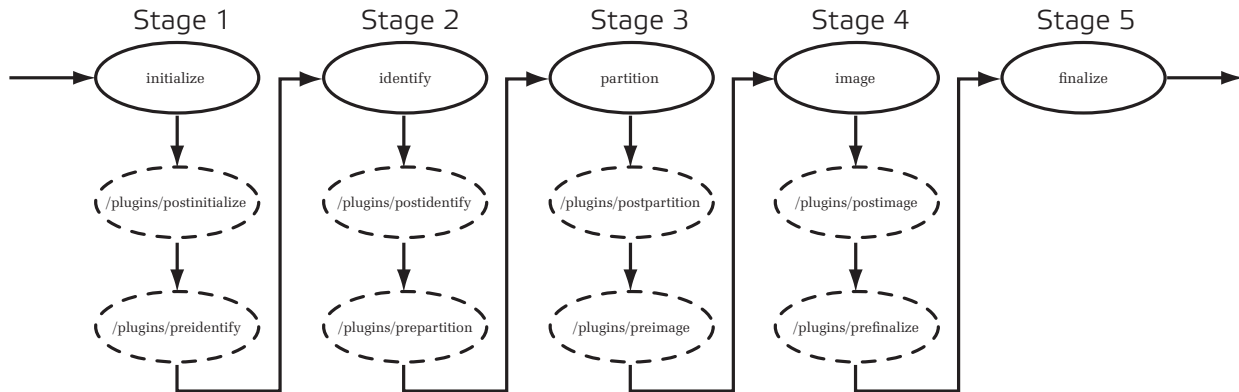 Stage 1
Stage 2
Stage 3
Stage 4
Stage 5
initialize
identify
partition
image
finalize
/plugins/postinitialize
/plugins/postidentify
/plugins/postpartition
/plugins/postimage
/plugins/preidentify
/plugins/prepartition
/plugins/preimage
/plugins/prefinalize